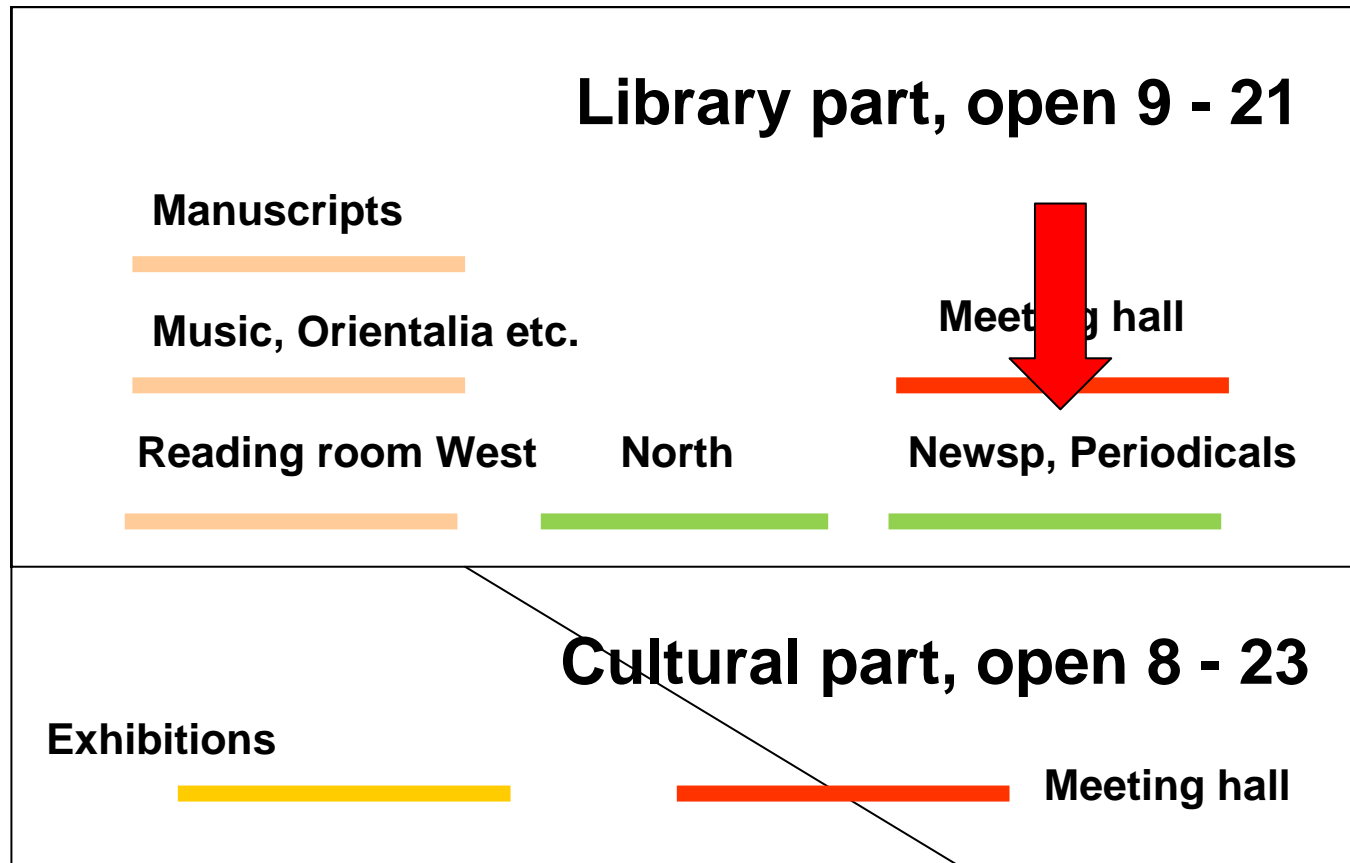 Library part, open 9 - 21
Manuscripts
Music, Orientalia etc.
Meeting hall
Reading room West
North
Newsp, Periodicals
Cultural part, open 8 - 23
Exhibitions
Meeting hall